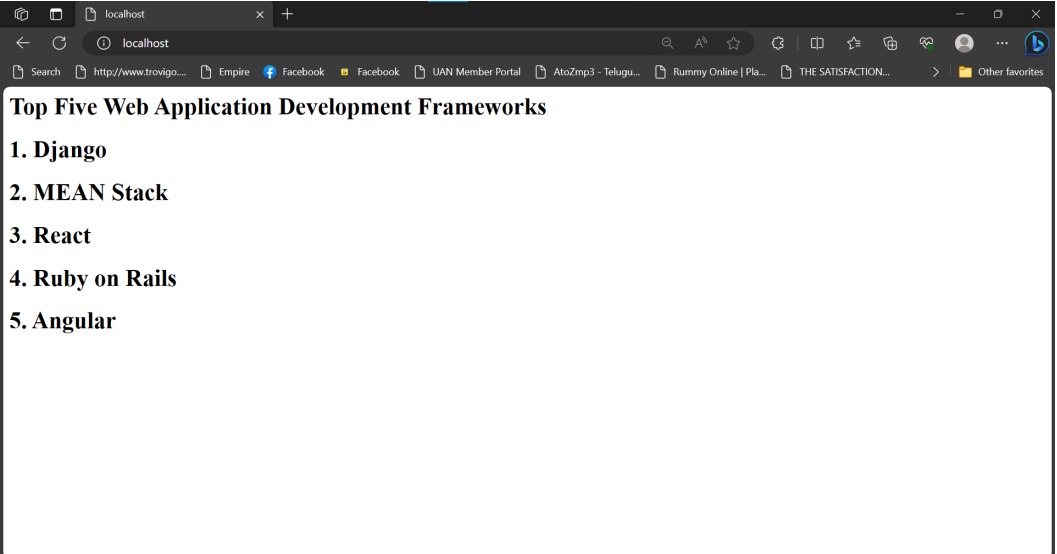 localhost
localhost
Search http://www.trovigo.... Empire Facebook Facebook UAN Member Portal AtoZmp3 - Telugu... Rummy Online | Pla... THE SATISFACTION... Other favorites
Top Five Web Application Development Frameworks
1. Django
2. MEAN Stack
3. React
4. Ruby on Rails
5. Angular